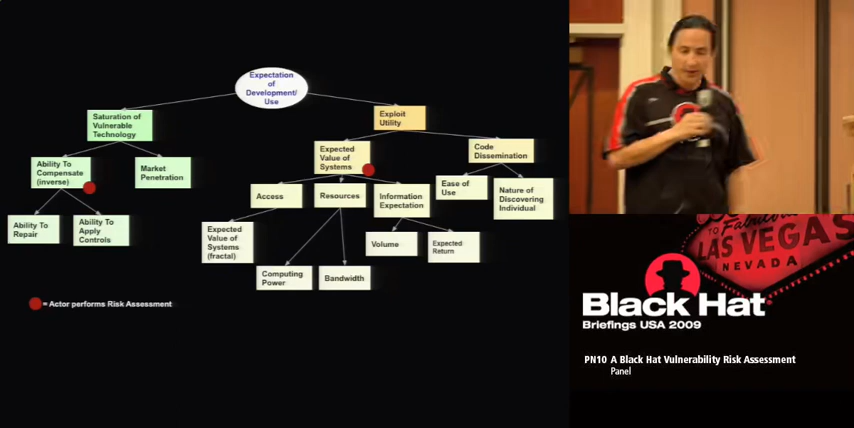 Expectation
of
Development/
Use
Saturation of
Vulnerable
Technology
Exploit
Utility
Ability To
Compensate
(inverse)
Market
Penetration
Expected
Value of
Systems
Code
Dissemination
Ability To
Repair
Ability To
Apply
Controls
Access
Resources
Information
Expectation
Ease of
Use
Nature of
Discovering
Individual
Expected
Value of
Systems
(fractal)
Computing
Power
Bandwidth
Volume
Expected
Return
= Actor performs Risk Assessment
TO Fabulous
LAS VEGAS
NEVADA
Black Hat
Briefings USA 2009
PN10 A Black Hat Vulnerability Risk Assessment
Panel